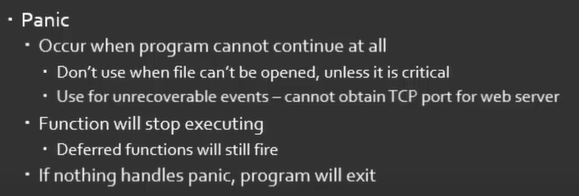 • Panic
• Occur when program cannot continue at all
• Don't use when file can't be opened, unless it is critical
• Use for unrecoverable events – cannot obtain TCP port for web server
• Function will stop executing
• Deferred functions will still fire
• If nothing handles panic, program will exit